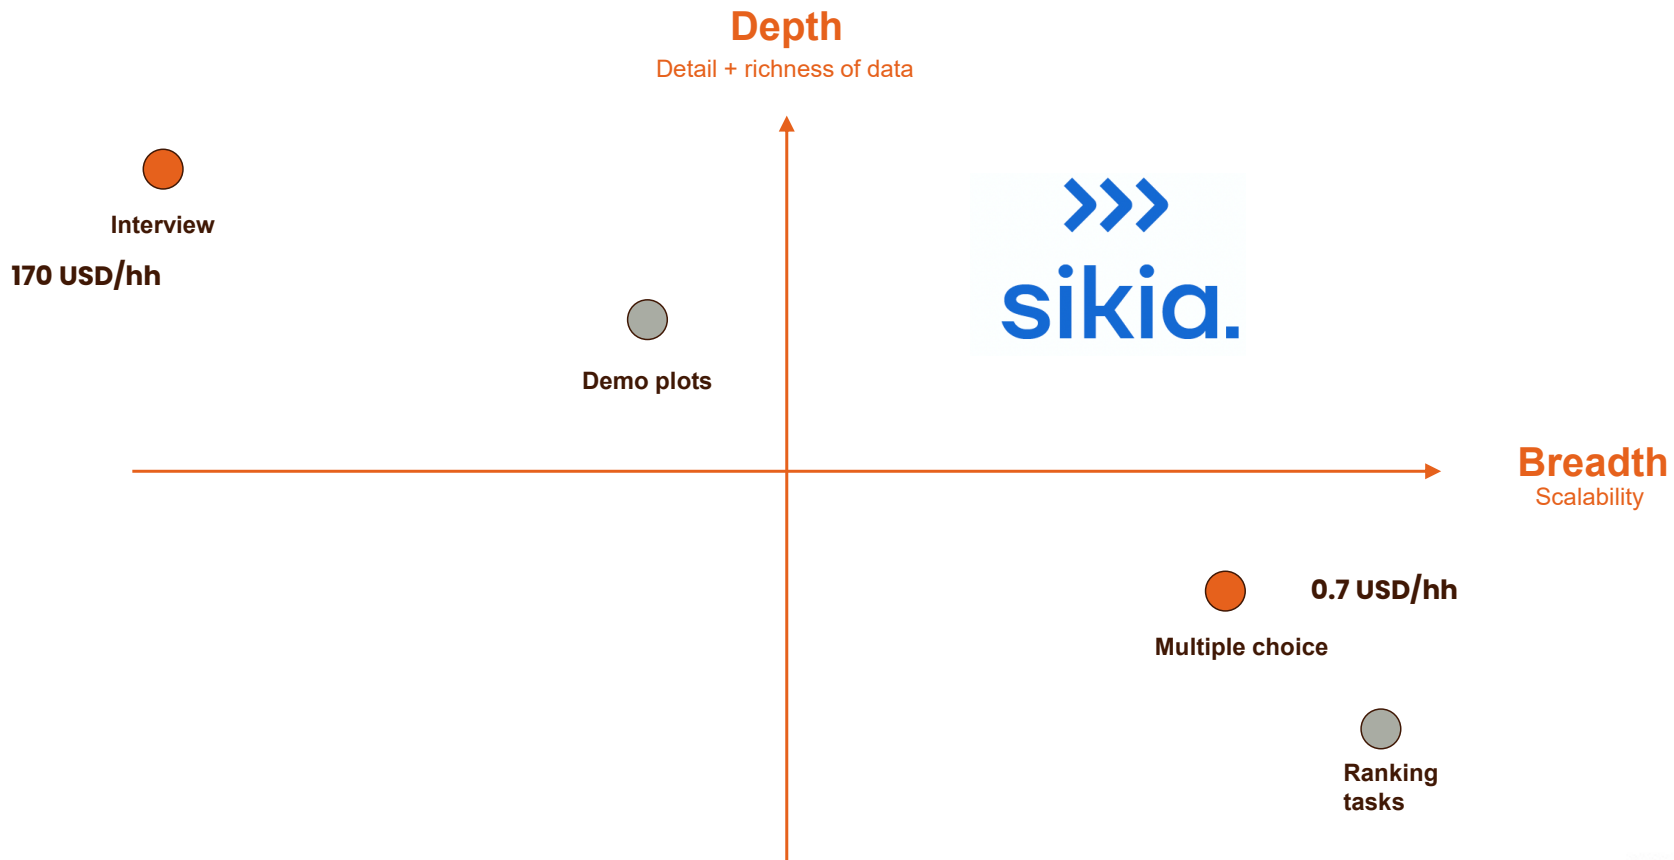 Depth
Detail + richness of data
Interview
170 USD/hh
sikia.
Demo plots
Breadth
Scalability
0.7 USD/hh
Multiple choice
Ranking
tasks